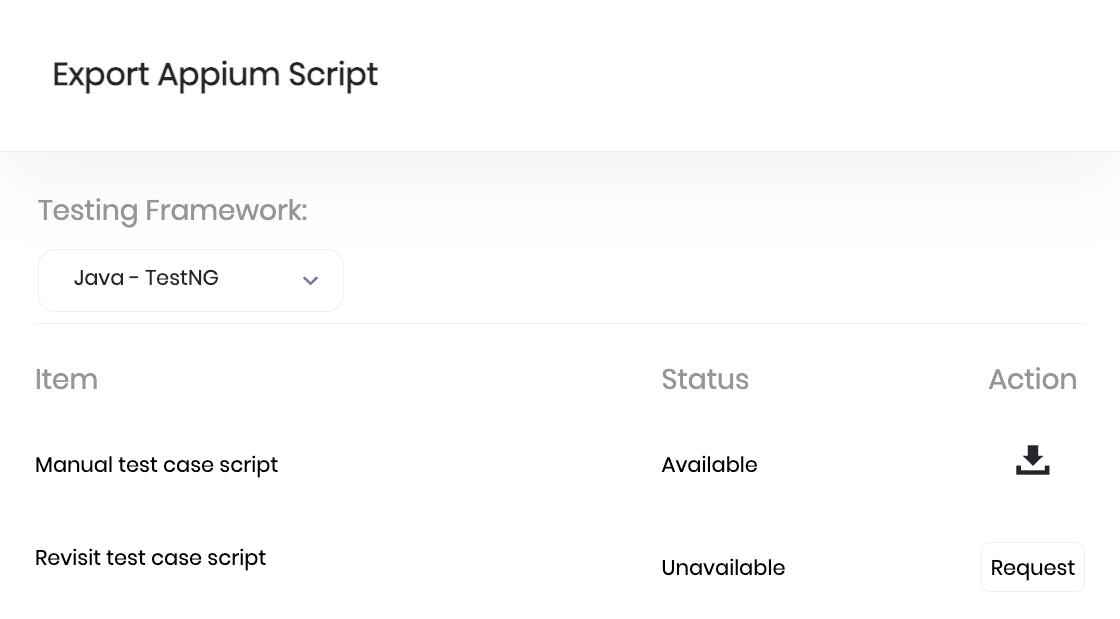 Export Appium Script
Testing Framework:
Java - TestNG
Item Status Action
Manual test case script Available
Revisit test case script Unavailable Request